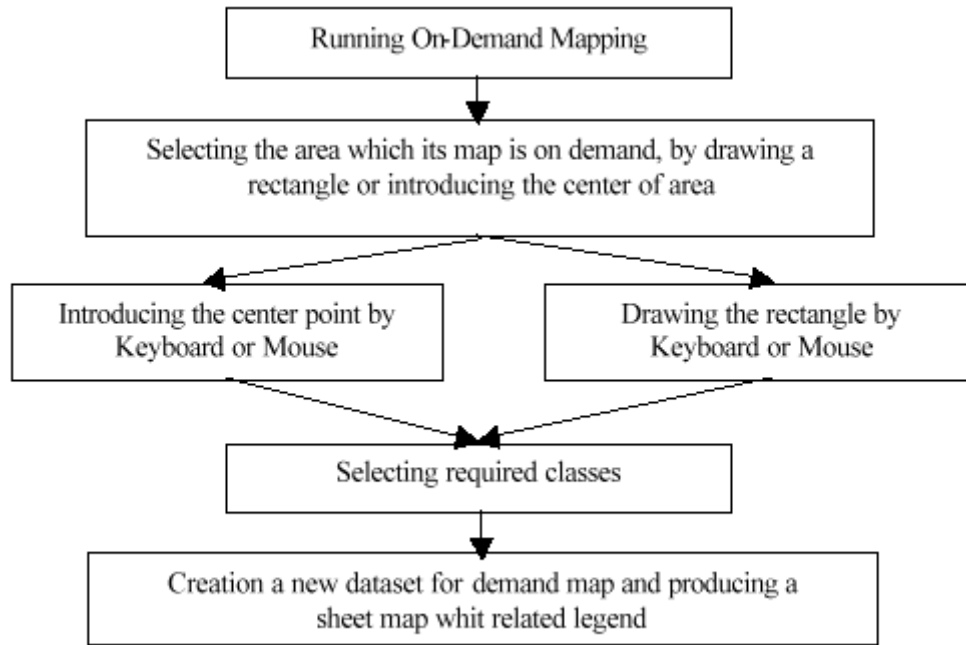 Running On-Demand Mapping
Selecting the area which its map is on demand, by drawing a
rectangle or introducing the center of area
Introducing the center point by
Keyboard or Mouse
Drawing the rectangle by
Keyboard or Mouse
Selecting required classes
Creation a new dataset for demand map and producing a
sheet map whit related legend